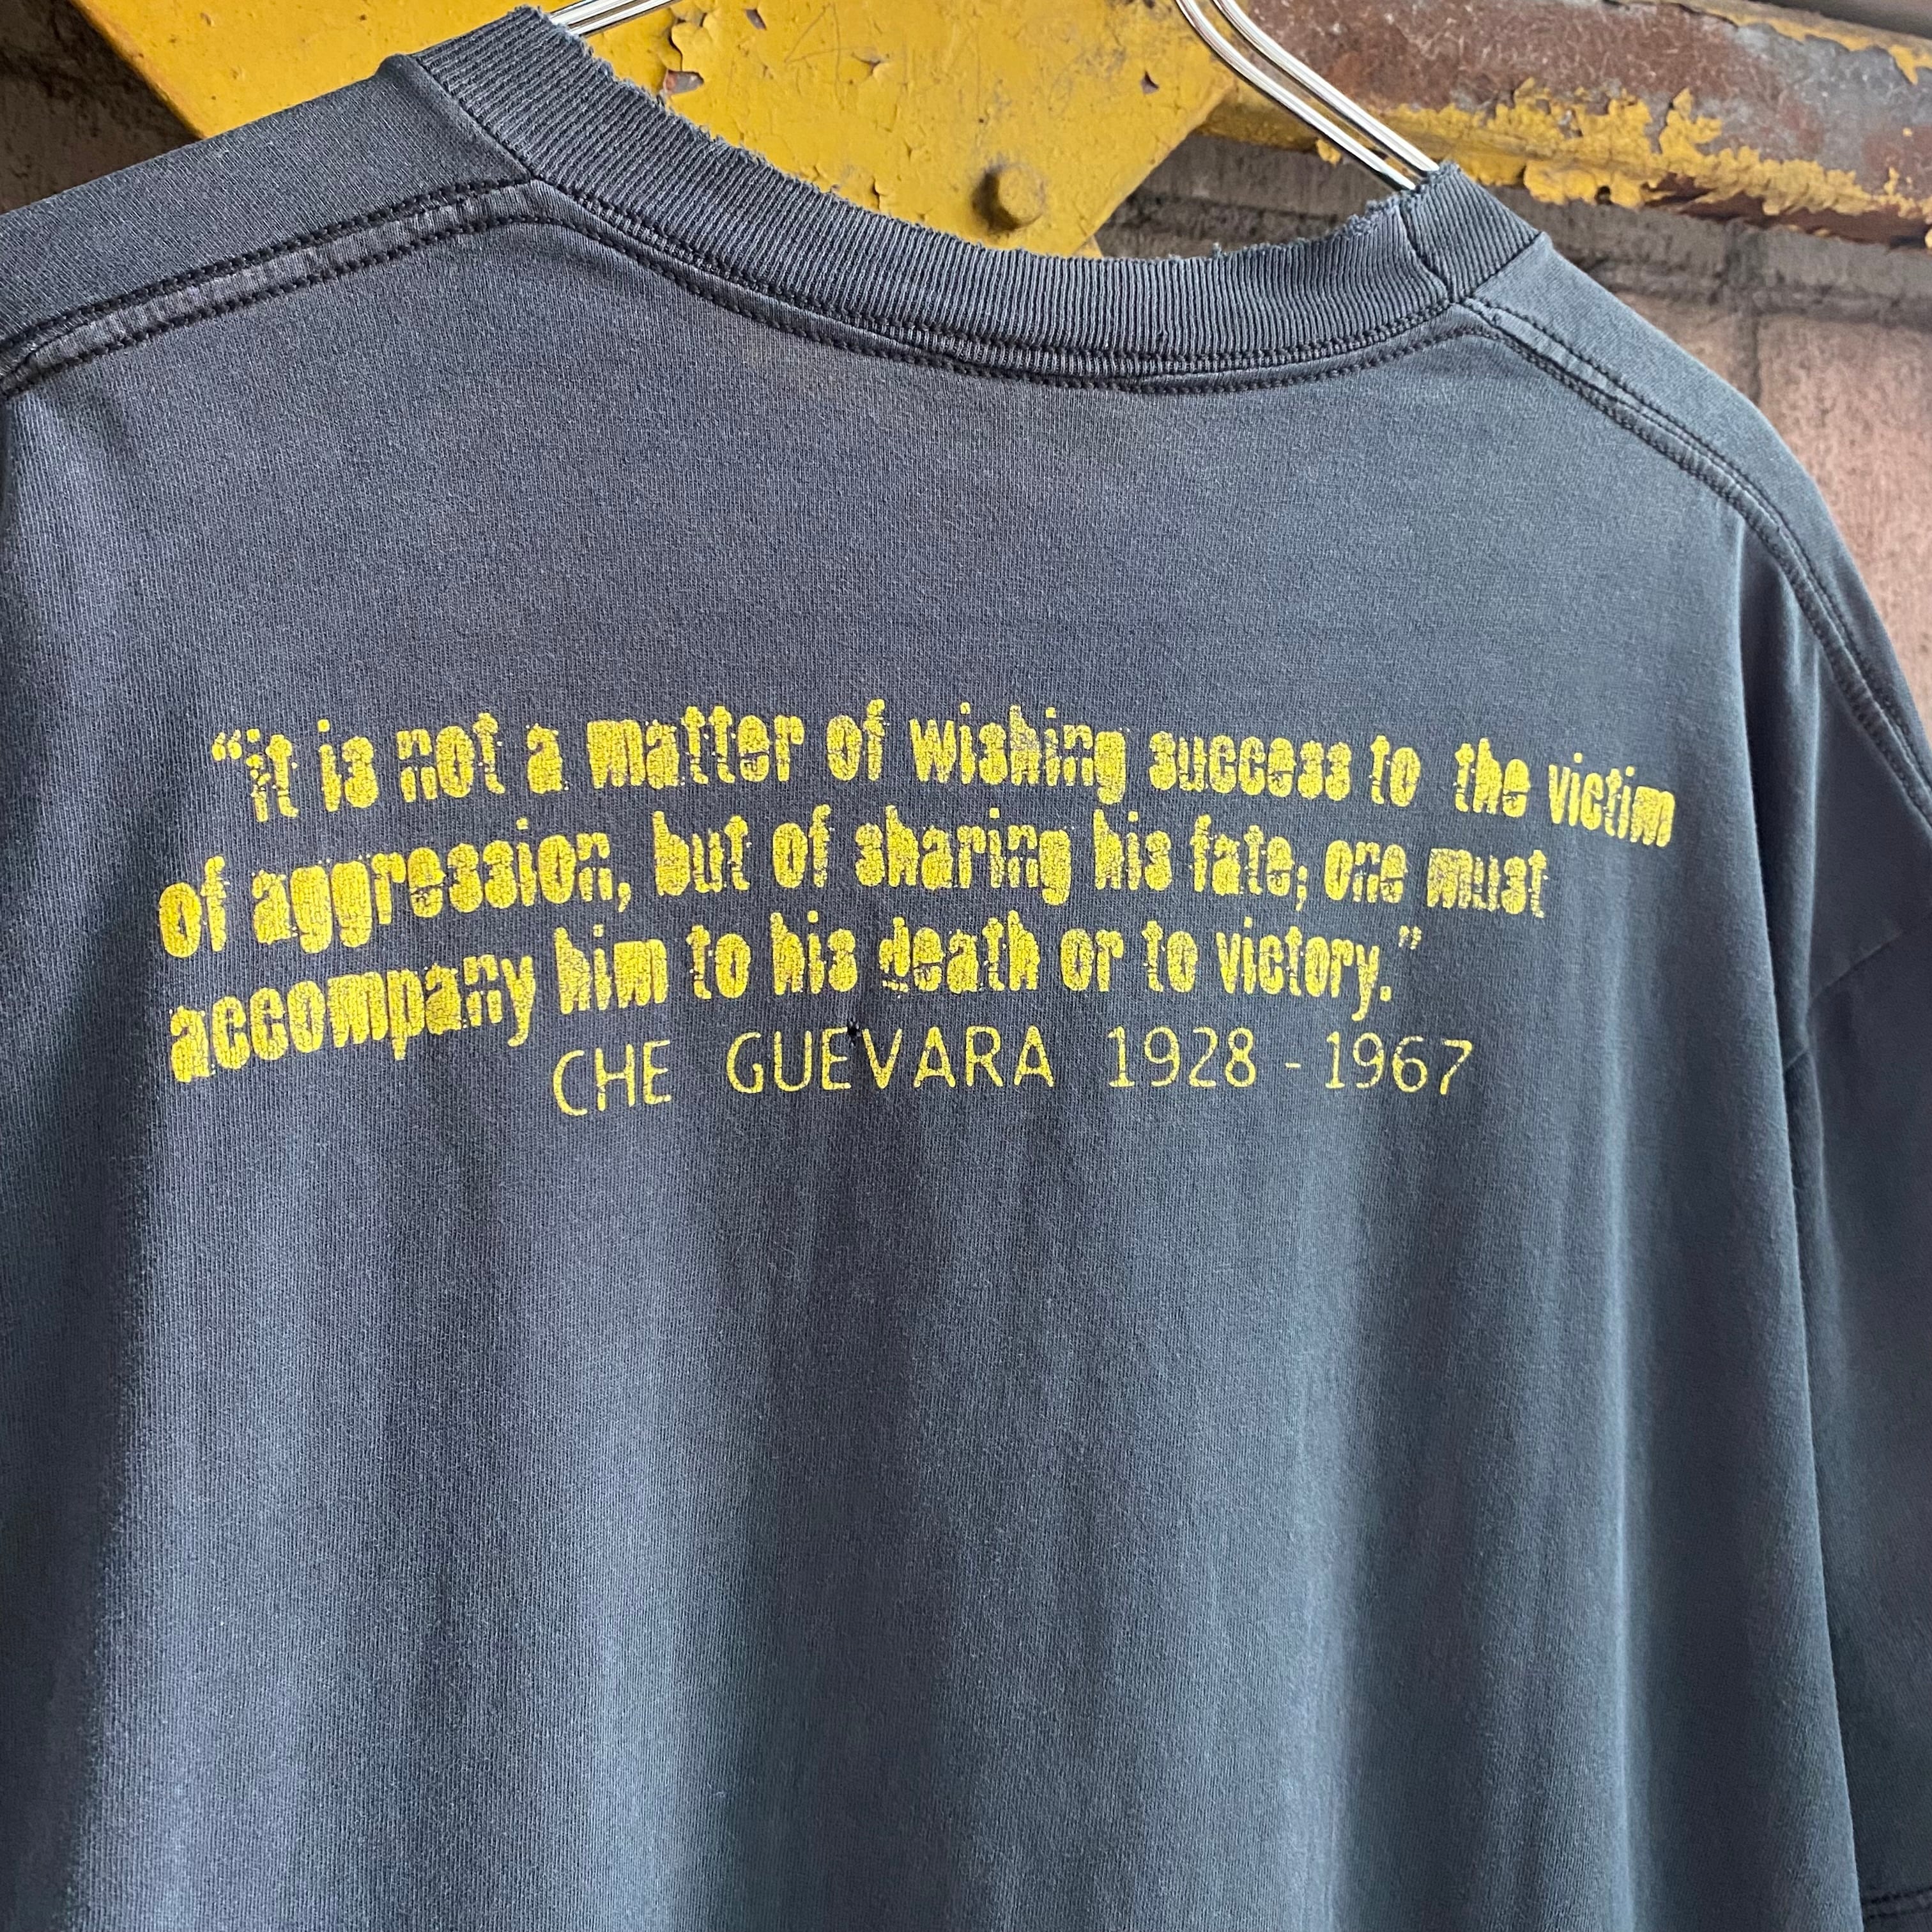 “it is not a matter of wishing success to the victim
of aggression, but of sharing his fate; one must
accompany him to his death or to victory.”
CHE GUEVARA 1928 - 1967